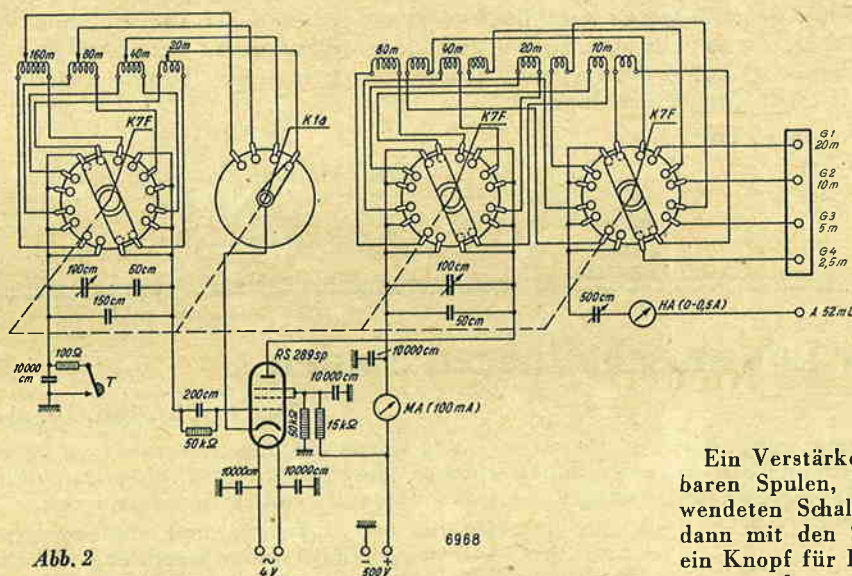 160m 80m 40m 20m
80m 40m 20m 10m
K7F K1a K7F K7F
G1
20m
G2
10m
G3
5m
G4
2,5m
100cm 50cm
150cm
100cm
50cm
500cm HA (0-0,5A)
10000
cm
100Ω
T
RS 289sp
10000cm
200cm
50kΩ
10000cm
50kΩ
15kΩ
MA (100mA)
10000cm 10000cm
~
4V
- +
500V
6968
Abb. 2
Ein Verstärke
baren Spulen,
wendeten Schal
dann mit den
ein Knopf für